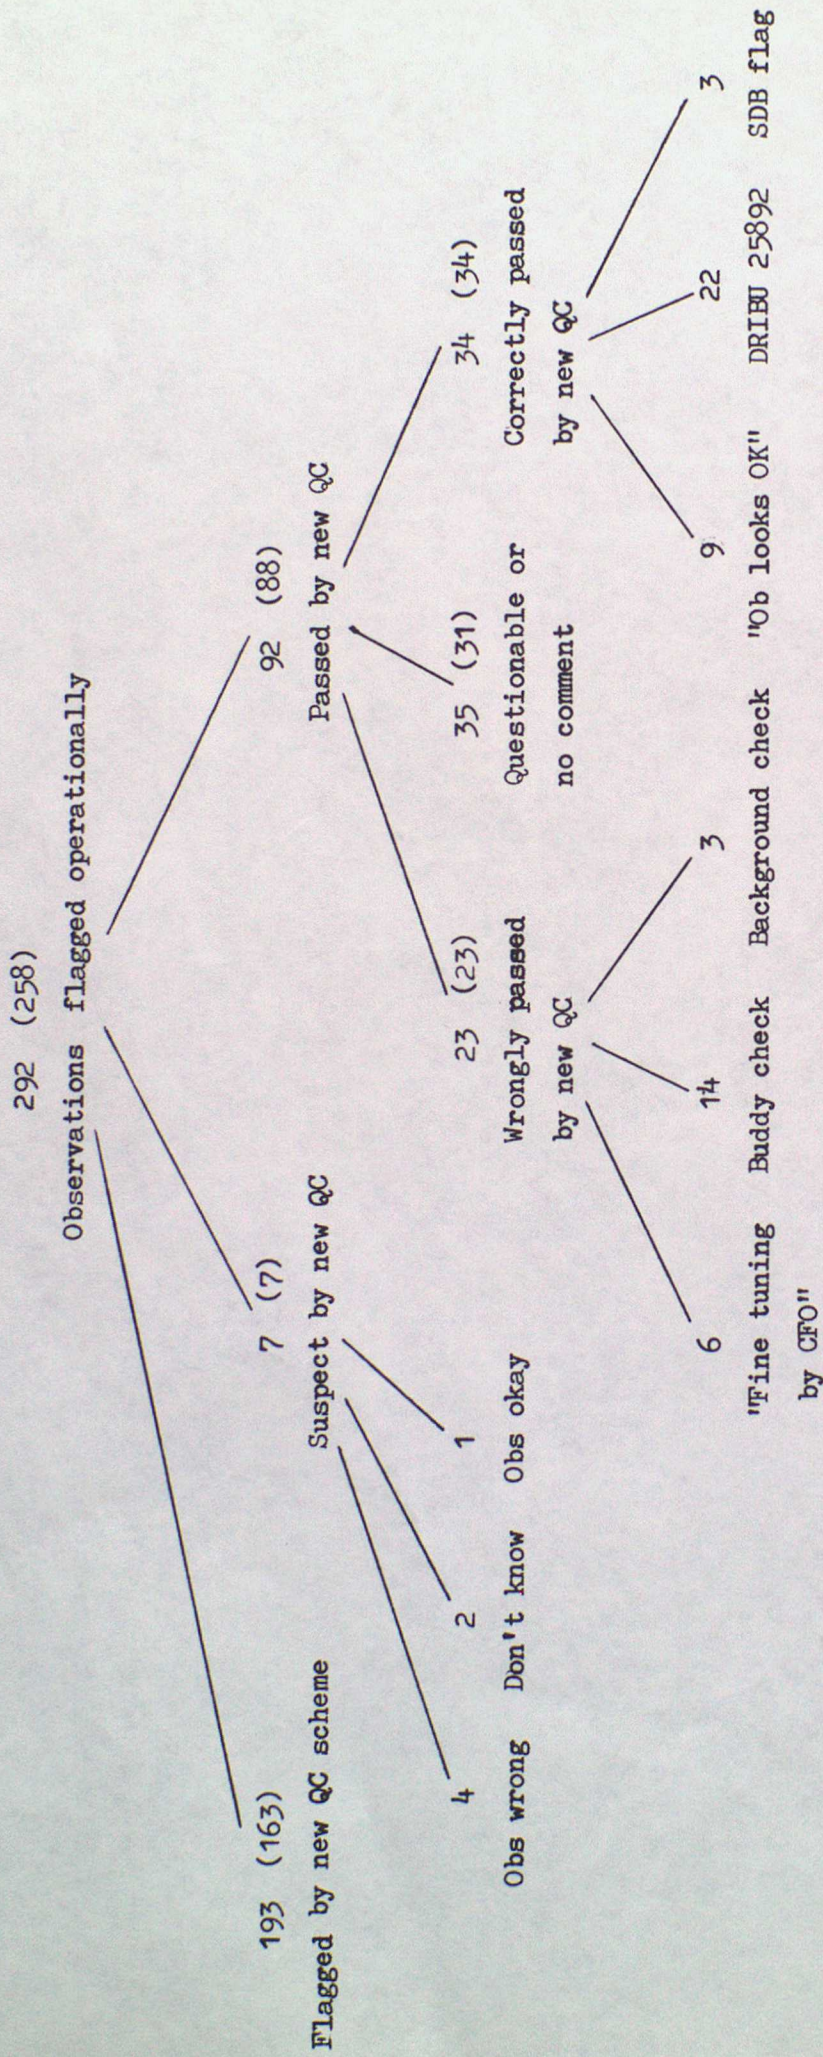 292 (258)
Observations flagged operationally
193 (163)
Flagged by new QC scheme
7 (7)
Suspect by new QC
92 (88)
Passed by new QC
4
Obs wrong
2
Don't know
1
Obs okay
23 (23)
Wrongly passed
by new QC
35 (31)
Questionable or
no comment
34 (34)
Correctly passed
by new QC
6
"Fine tuning
by CFO"
14
Buddy check
3
Background check
9
"Ob looks OK"
22
DRIBU 25892
3
SDB flag